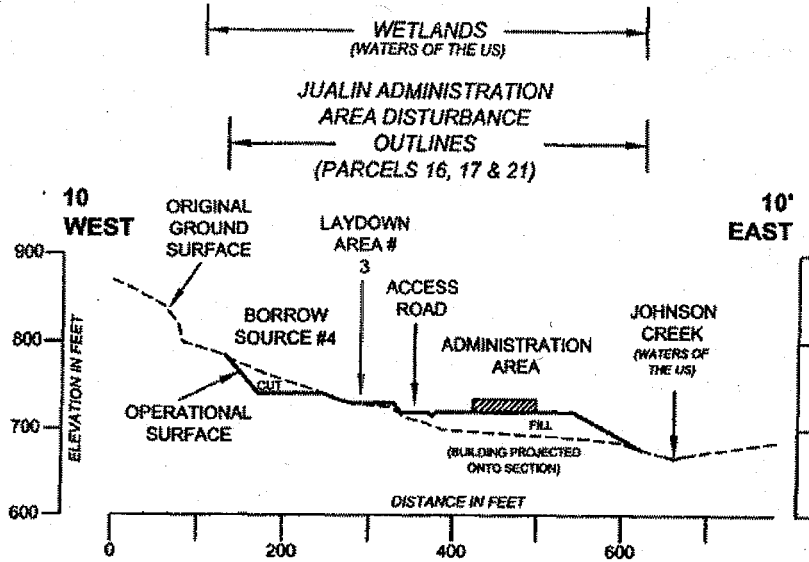 WETLANDS
(WATERS OF THE US)
JUALIN ADMINISTRATION
AREA DISTURBANCE
OUTLINES
(PARCELS 16, 17 & 21)
10
WEST
10'
EAST
ORIGINAL
GROUND
SURFACE
LAYDOWN
AREA #
3
ACCESS
ROAD
BORROW
SOURCE #4
ADMINISTRATION
AREA
JOHNSON
CREEK
(WATERS OF
THE US)
OPERATIONAL
SURFACE
CUT
FILL
(BUILDING PROJECTED
ONTO SECTION)
ELEVATION IN FEET
900
800
700
600
DISTANCE IN FEET
0
200
400
600